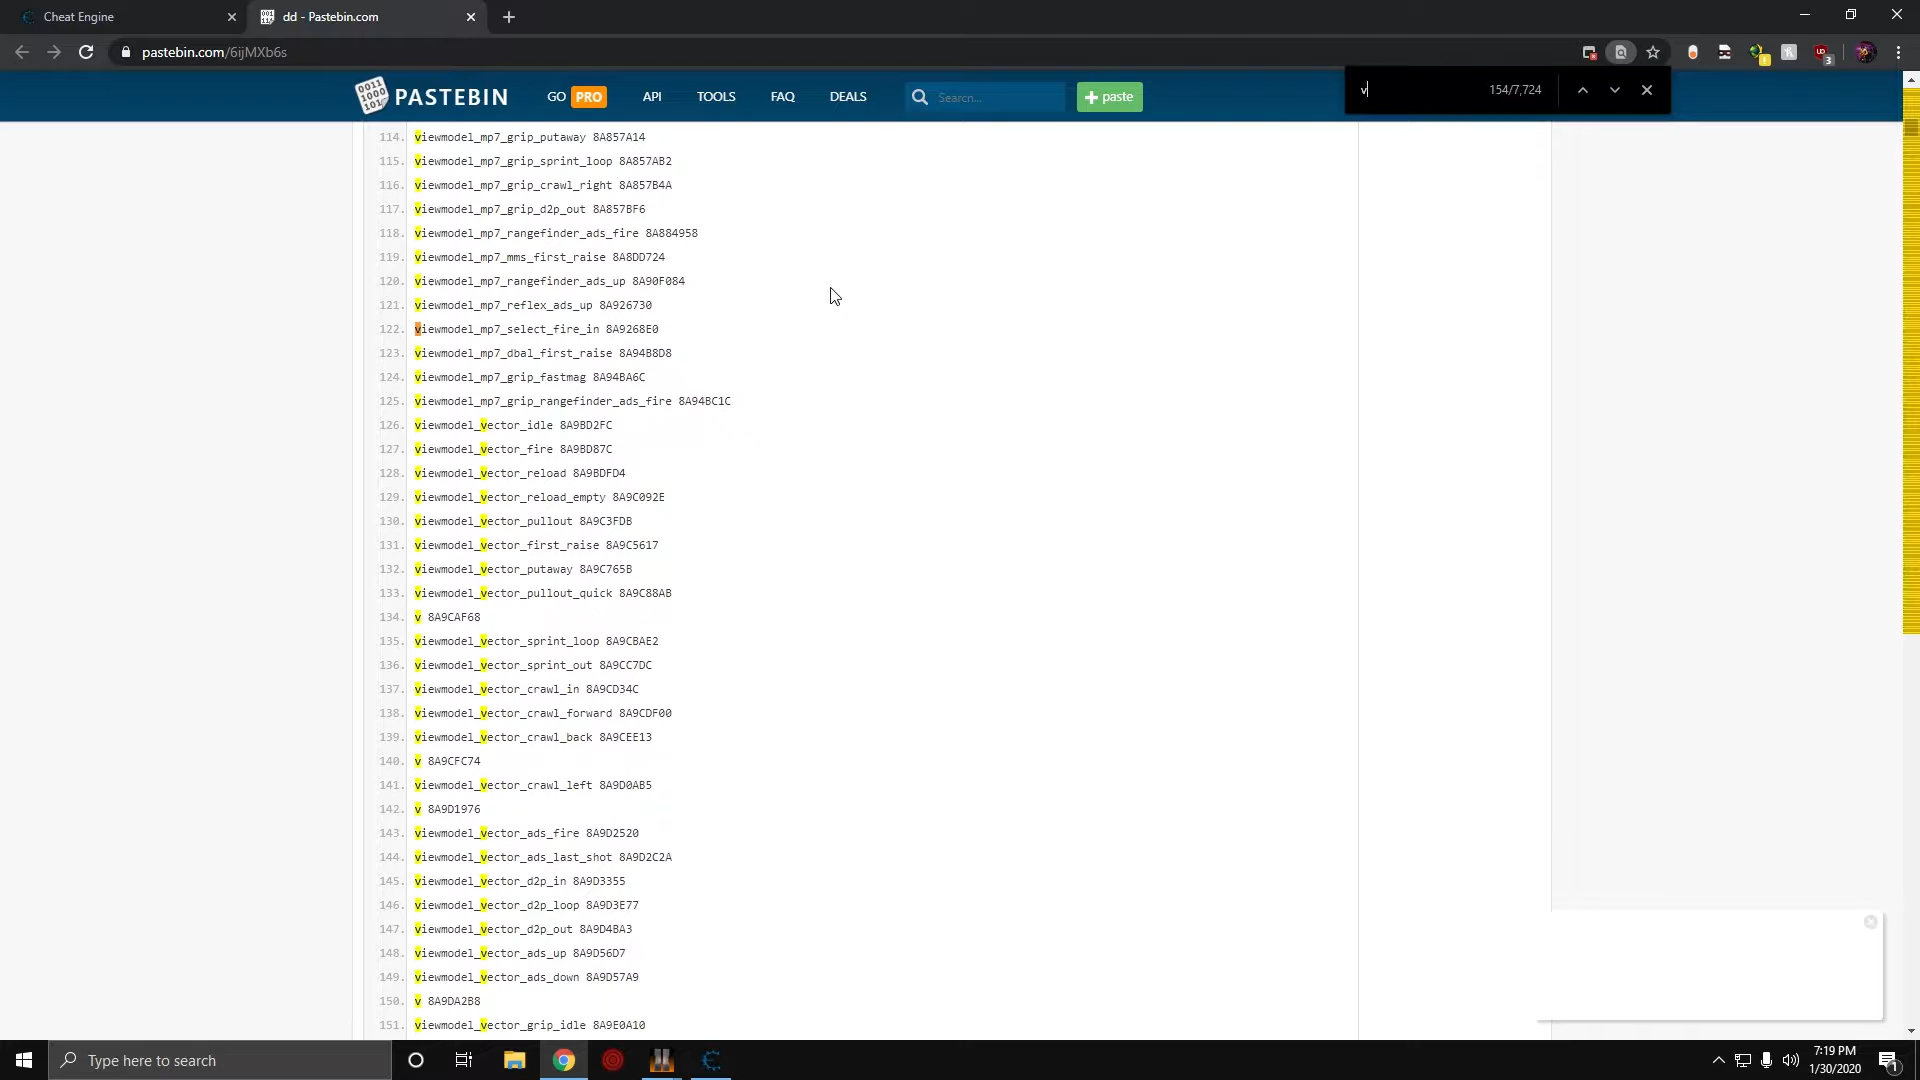 Cheat Engine
dd - Pastebin.com
pastebin.com/6ijMXb6s
PASTEBIN
GO PRO API TOOLS FAQ DEALS
Search...
paste
v 154/7,724
114. viewmodel_mp7_grip_putaway 8A857A14
115. viewmodel_mp7_grip_sprint_loop 8A857AB2
116. viewmodel_mp7_grip_crawl_right 8A857B4A
117. viewmodel_mp7_grip_d2p_out 8A857BF6
118. viewmodel_mp7_rangefinder_ads_fire 8A884958
119. viewmodel_mp7_mms_first_raise 8A8DD724
120. viewmodel_mp7_rangefinder_ads_up 8A90F084
121. viewmodel_mp7_reflex_ads_up 8A926730
122. viewmodel_mp7_select_fire_in 8A9268E0
123. viewmodel_mp7_dbal_first_raise 8A94B8D8
124. viewmodel_mp7_grip_fastmag 8A94BA6C
125. viewmodel_mp7_grip_rangefinder_ads_fire 8A94BC1C
126. viewmodel_vector_idle 8A9BD2FC
127. viewmodel_vector_fire 8A9BD87C
128. viewmodel_vector_reload 8A9BDFD4
129. viewmodel_vector_reload_empty 8A9C092E
130. viewmodel_vector_pullout 8A9C3FDB
131. viewmodel_vector_first_raise 8A9C5617
132. viewmodel_vector_putaway 8A9C765B
133. viewmodel_vector_pullout_quick 8A9C88AB
134. v 8A9CAF68
135. viewmodel_vector_sprint_loop 8A9CBAE2
136. viewmodel_vector_sprint_out 8A9CC7DC
137. viewmodel_vector_crawl_in 8A9CD34C
138. viewmodel_vector_crawl_forward 8A9CDF00
139. viewmodel_vector_crawl_back 8A9CEE13
140. v 8A9CFC74
141. viewmodel_vector_crawl_left 8A9D0AB5
142. v 8A9D1976
143. viewmodel_vector_ads_fire 8A9D2520
144. viewmodel_vector_ads_last_shot 8A9D2C2A
145. viewmodel_vector_d2p_in 8A9D3355
146. viewmodel_vector_d2p_loop 8A9D3E77
147. viewmodel_vector_d2p_out 8A9D4BA3
148. viewmodel_vector_ads_up 8A9D56D7
149. viewmodel_vector_ads_down 8A9D57A9
150. v 8A9DA2B8
151. viewmodel_vector_grip_idle 8A9E0A10
Type here to search
7:19 PM
1/30/2020